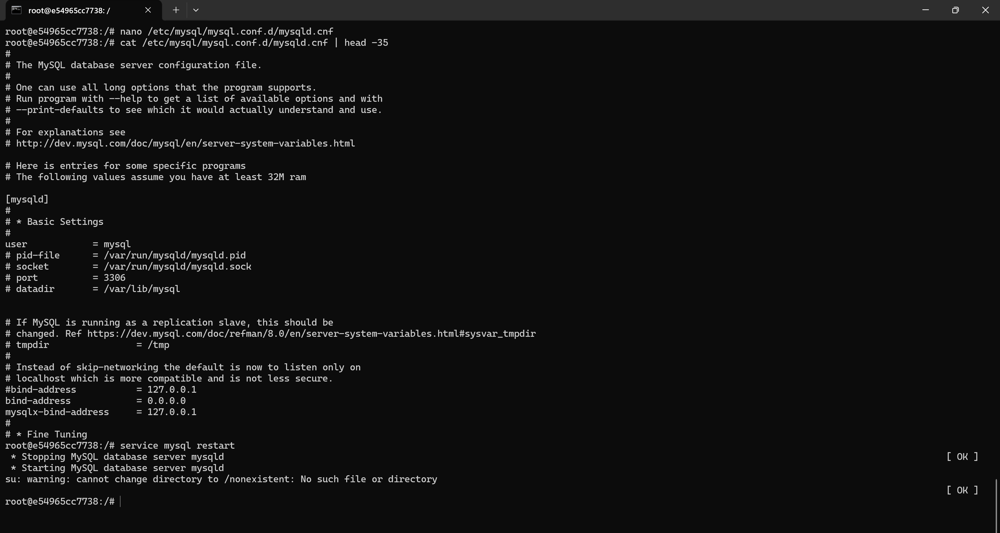 root@e54965cc7738: /
root@e54965cc7738:/# nano /etc/mysql/mysql.conf.d/mysqld.cnf
root@e54965cc7738:/# cat /etc/mysql/mysql.conf.d/mysqld.cnf | head -35
#
# The MySQL database server configuration file.
#
# One can use all long options that the program supports.
# Run program with --help to get a list of available options and with
# --print-defaults to see which it would actually understand and use.
#
# For explanations see
# http://dev.mysql.com/doc/mysql/en/server-system-variables.html

# Here is entries for some specific programs
# The following values assume you have at least 32M ram

[mysqld]
#
# * Basic Settings
#
user            = mysql
# pid-file      = /var/run/mysqld/mysqld.pid
# socket        = /var/run/mysqld/mysqld.sock
# port          = 3306
# datadir       = /var/lib/mysql


# If MySQL is running as a replication slave, this should be
# changed. Ref https://dev.mysql.com/doc/refman/8.0/en/server-system-variables.html#sysvar_tmpdir
# tmpdir                = /tmp
#
# Instead of skip-networking the default is now to listen only on
# localhost which is more compatible and is not less secure.
#bind-address           = 127.0.0.1
bind-address            = 0.0.0.0
mysqlx-bind-address     = 127.0.0.1
#
# * Fine Tuning
root@e54965cc7738:/# service mysql restart
 * Stopping MySQL database server mysqld [ OK ]
 * Starting MySQL database server mysqld
su: warning: cannot change directory to /nonexistent: No such file or directory
[ OK ]
root@e54965cc7738:/#